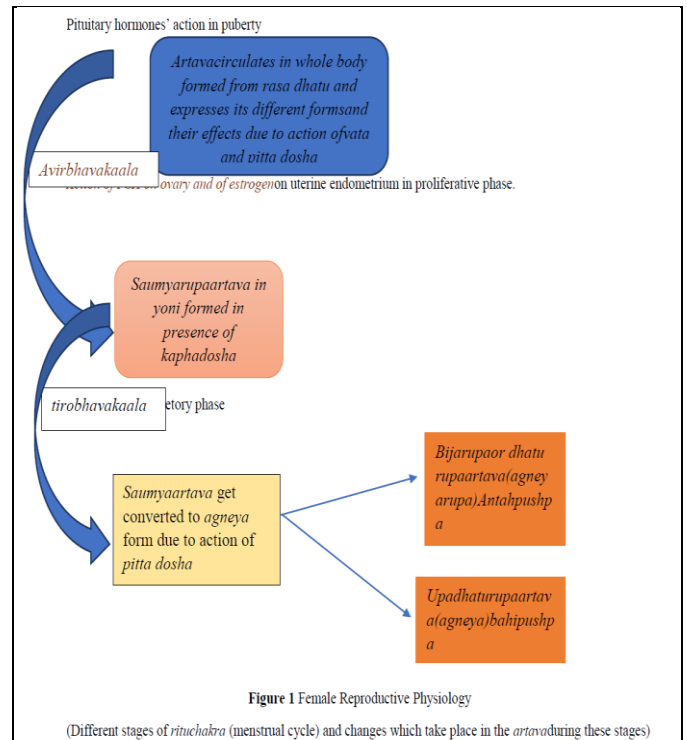 Pituitary hormones' action in puberty
Artavacirculates in whole body
formed from rasa dhatu and
expresses its different formsand
their effects due to action ofvata
and pitta dosha
Avirbhavakaala
ovary and of estrogenon uterine endometrium in proliferative phase.
Saumyarupaartava in
yoni formed in
presence of
kaphadosha
tirobhavakaala
etory phase
Saumyaartava get
converted to agneya
form due to action of
pitta dosha
Bijarupaor dhatu
rupaartava(agney
arupa)Antahpushp
a
Upadhaturupaartav
a(agneya)bahipushp
a
Figure 1 Female Reproductive Physiology
(Different stages of rituchakra (menstrual cycle) and changes which take place in the artavaduring these stages)